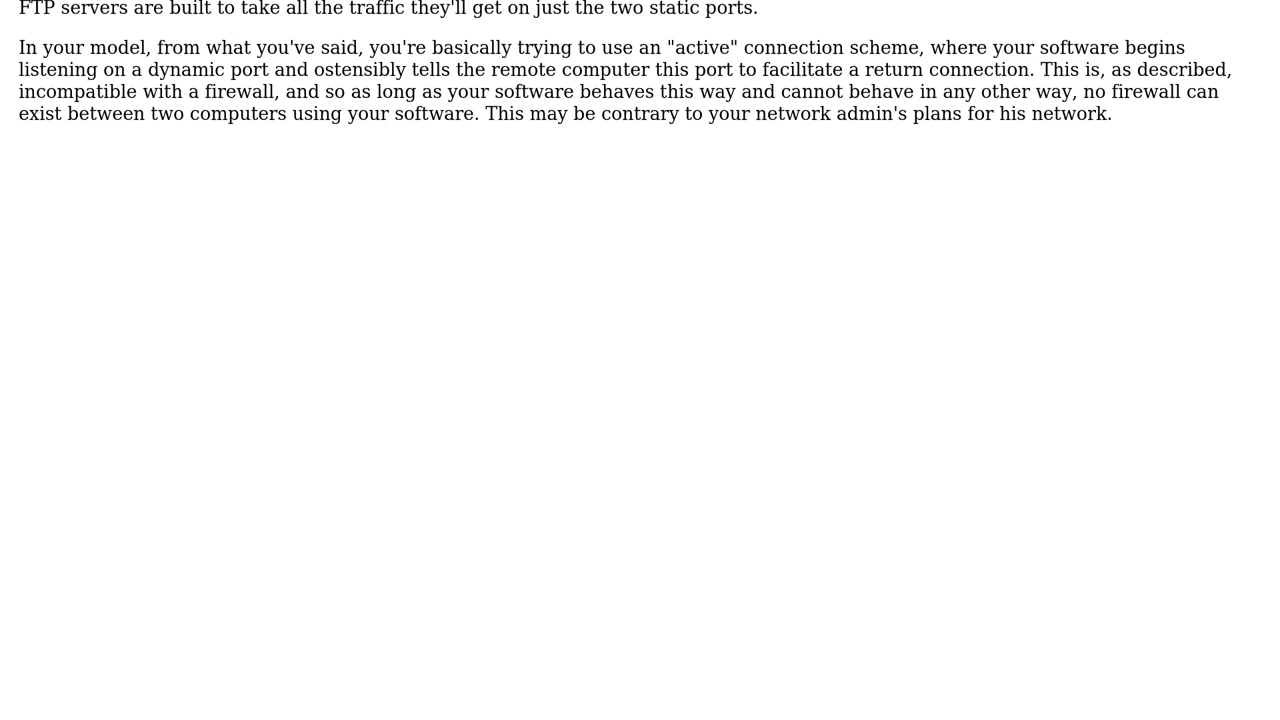 FTP servers are built to take all the traffic they'll get on just the two static ports.
In your model, from what you've said, you're basically trying to use an "active" connection scheme, where your software begins
listening on a dynamic port and ostensibly tells the remote computer this port to facilitate a return connection. This is, as described,
incompatible with a firewall, and so as long as your software behaves this way and cannot behave in any other way, no firewall can
exist between two computers using your software. This may be contrary to your network admin's plans for his network.